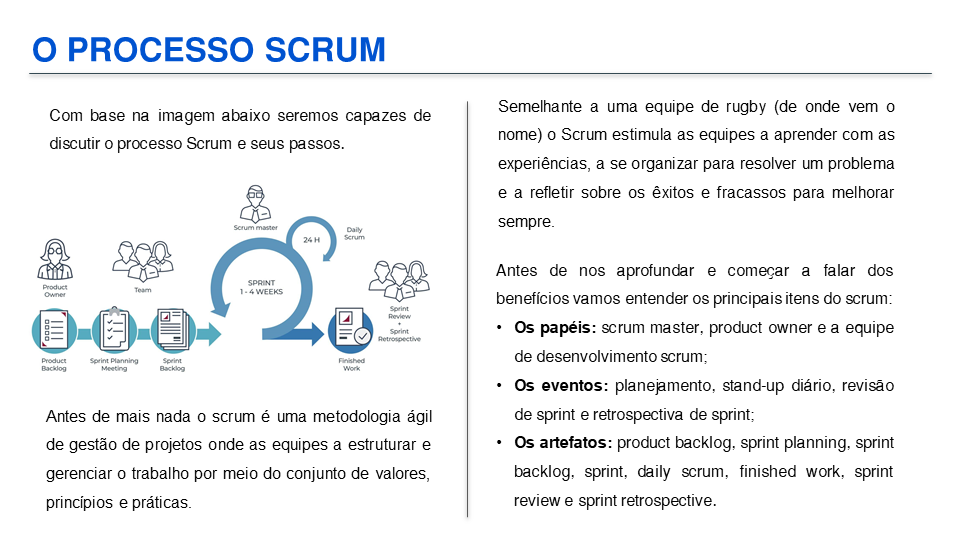 O PROCESSO SCRUM
Com base na imagem abaixo seremos capazes de
discutir o processo Scrum e seus passos.
Scrum master
24 H
Daily
Scrum
Product
Owner
Team
SPRINT
1 - 4 WEEKS
Sprint
Review
+
Sprint
Retrospective
Product
Backlog
Sprint Planning
Meeting
Sprint
Backlog
Finished
Work
Antes de mais nada o scrum é uma metodologia ágil
de gestão de projetos onde as equipes a estruturar e
gerenciar o trabalho por meio do conjunto de valores,
princípios e práticas.
Semelhante a uma equipe de rugby (de onde vem o
nome) o Scrum estimula as equipes a aprender com as
experiências, a se organizar para resolver um problema
e a refletir sobre os êxitos e fracassos para melhorar
sempre.
Antes de nos aprofundar e começar a falar dos
benefícios vamos entender os principais itens do scrum:
• Os papéis: scrum master, product owner e a equipe
de desenvolvimento scrum;
• Os eventos: planejamento, stand-up diário, revisão
de sprint e retrospectiva de sprint;
• Os artefatos: product backlog, sprint planning, sprint
backlog, sprint, daily scrum, finished work, sprint
review e sprint retrospective.